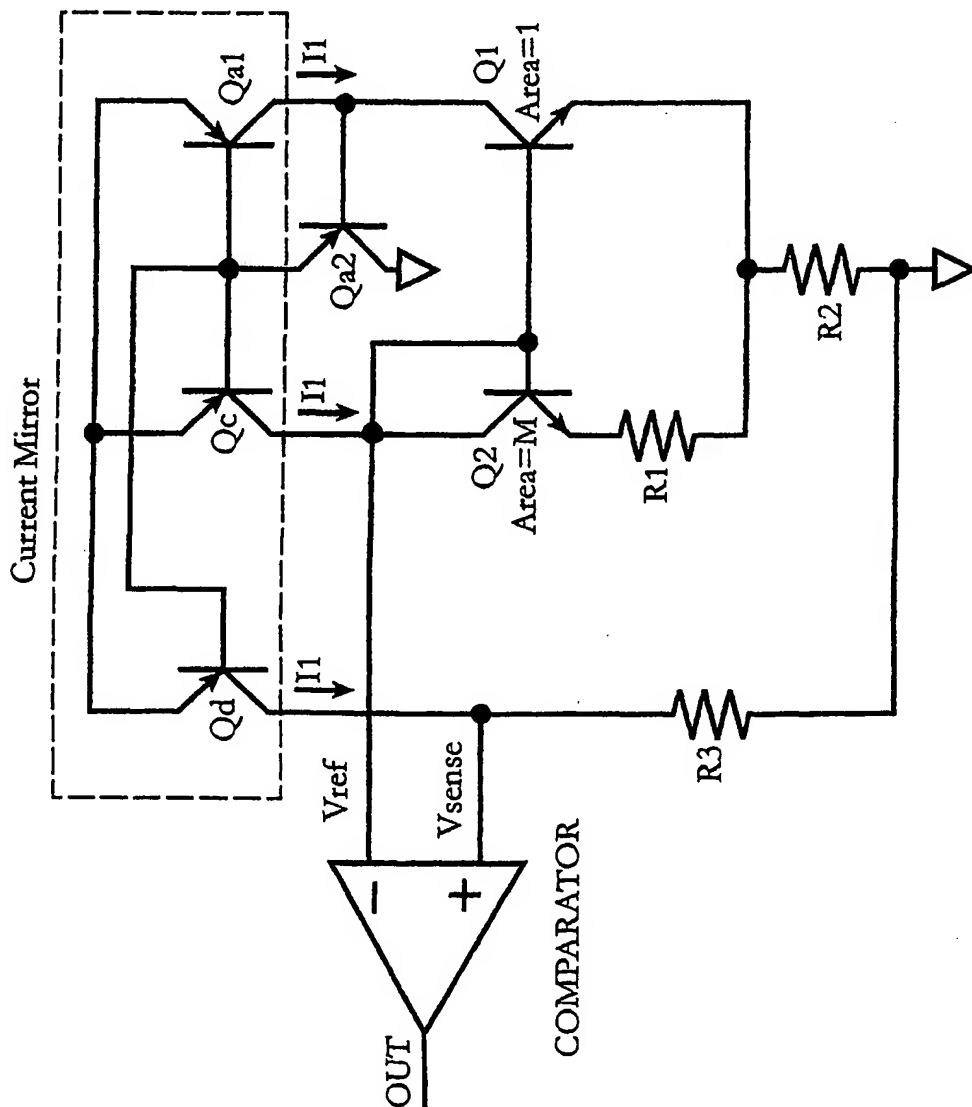 Current Mirror
Qd
Qc
Qa1
I1
I1
I1
Qa2
Vref
Vsense
Q2
Area=M
Q1
Area=1
OUT
COMPARATOR
R1
R2
R3
−
+